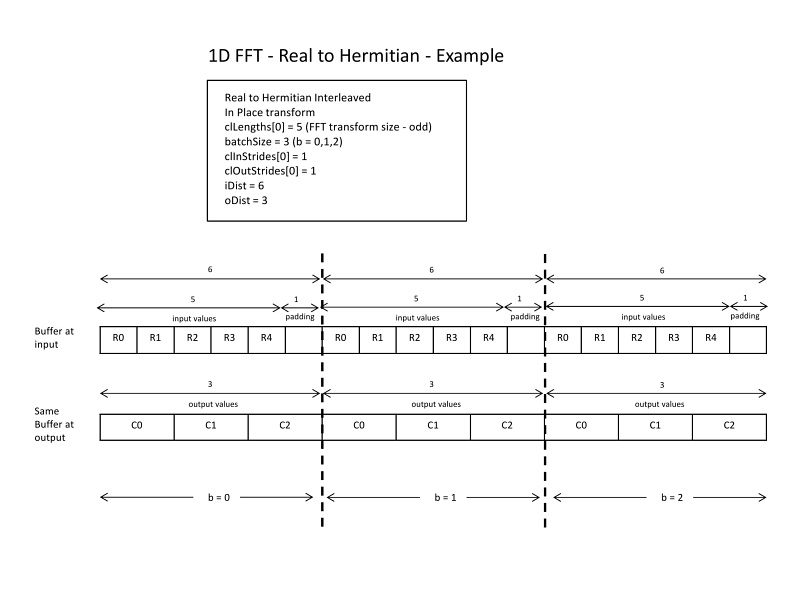 1D FFT - Real to Hermitian - Example
Real to Hermitian Interleaved
In Place transform
clLengths[0] = 5 (FFT transform size - odd)
batchSize = 3 (b = 0,1,2)
clInStrides[0] = 1
clOutStrides[0] = 1
iDist = 6
oDist = 3
6 6 6
5 1 5 1 5 1
input values padding input values padding input values padding
Buffer at
input
R0 R1 R2 R3 R4 R0 R1 R2 R3 R4 R0 R1 R2 R3 R4
3 3 3
output values output values output values
Same
Buffer at
output
C0 C1 C2 C0 C1 C2 C0 C1 C2
b = 0 b = 1 b = 2